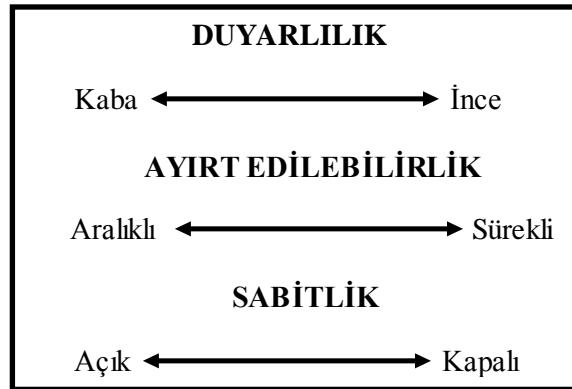 DUYARLILIK
Kaba İnce
AYIRT EDİLEBİLİRLİK
Aralıklı Sürekli
SABİTLİK
Açık Kapalı